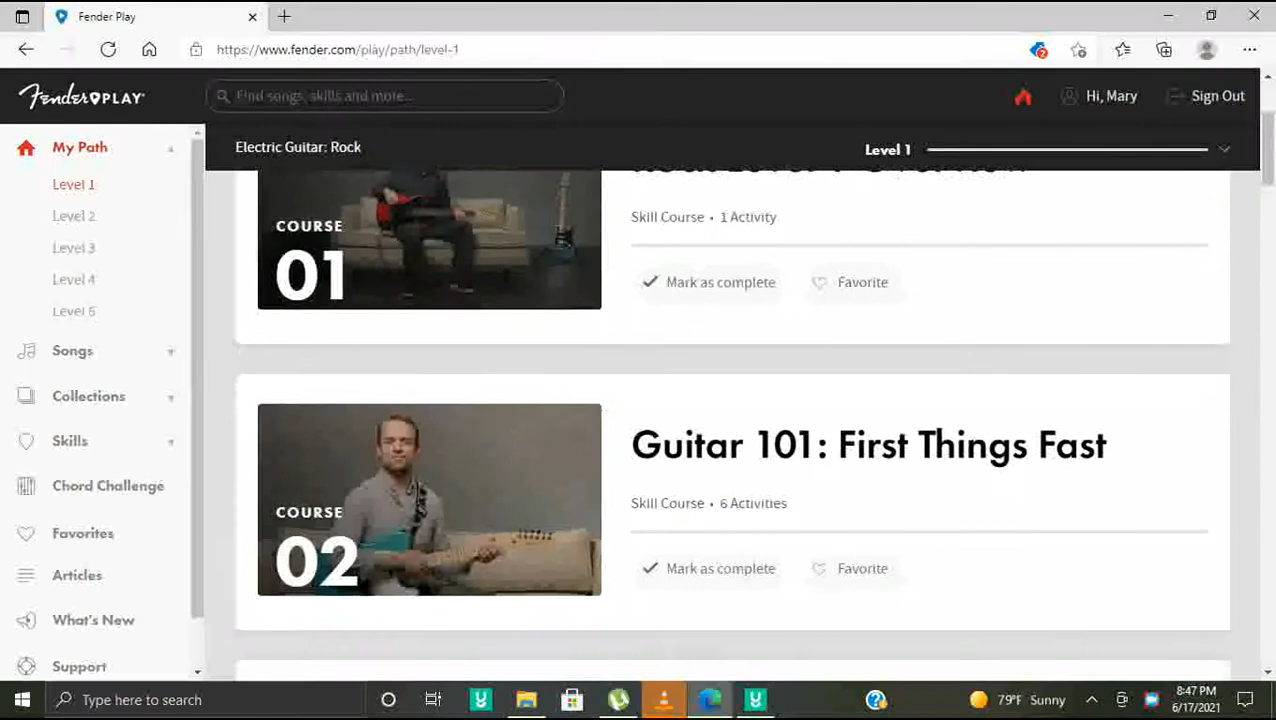 Fender Play
https://www.fender.com/play/path/level-1
Fender PLAY
Find songs, skills and more...
Hi, Mary
Sign Out
My Path
Electric Guitar: Rock
Level 1
Level 1
Level 2
Level 3
Level 4
Level 5
Songs
Collections
Skills
Chord Challenge
Favorites
Articles
What's New
Support
COURSE
01
Skill Course • 1 Activity
Mark as complete
Favorite
COURSE
02
Guitar 101: First Things Fast
Skill Course • 6 Activities
Mark as complete
Favorite
Type here to search
79°F Sunny
8:47 PM
6/17/2021